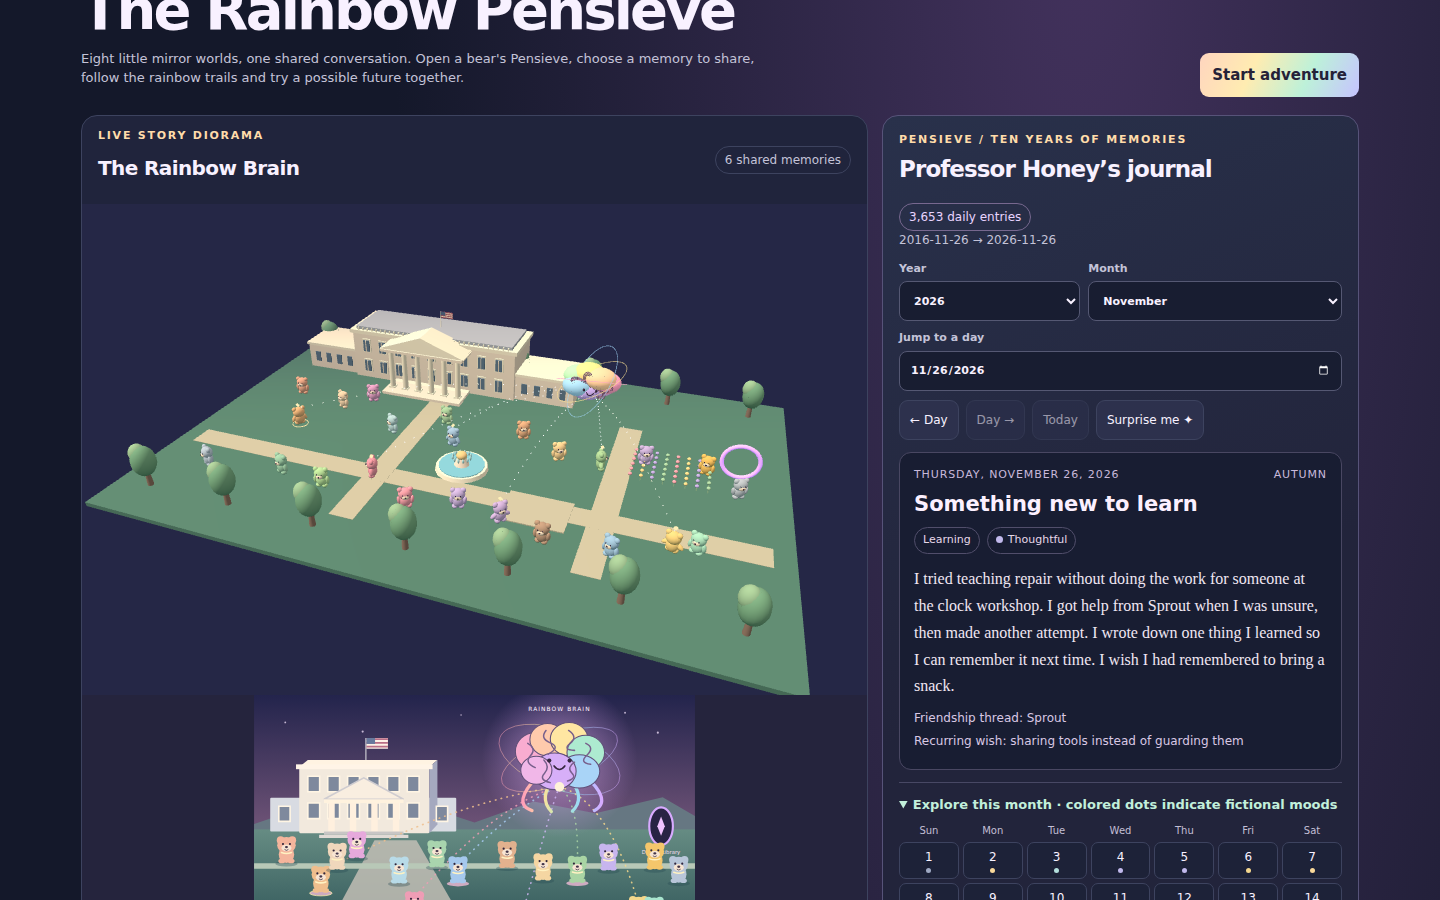 The Rainbow Pensieve
Eight little mirror worlds, one shared conversation. Open a bear's Pensieve, choose a memory to share,
follow the rainbow trails and try a possible future together.
Start adventure
LIVE STORY DIORAMA
The Rainbow Brain
6 shared memories
RAINBOW BRAIN
PENSIEVE / TEN YEARS OF MEMORIES
Professor Honey’s journal
3,653 daily entries
2016-11-26 → 2026-11-26
Year
Month
2026
November
Jump to a day
11/26/2026
← Day
Day →
Today
Surprise me ✦
THURSDAY, NOVEMBER 26, 2026
AUTUMN
Something new to learn
Learning
Thoughtful
I tried teaching repair without doing the work for someone at
the clock workshop. I got help from Sprout when I was unsure,
then made another attempt. I wrote down one thing I learned so
I can remember it next time. I wish I had remembered to bring a
snack.
Friendship thread: Sprout
Recurring wish: sharing tools instead of guarding them
▼ Explore this month · colored dots indicate fictional moods
Sun Mon Tue Wed Thu Fri Sat
1 2 3 4 5 6 7
8 9 10 11 12 13 14